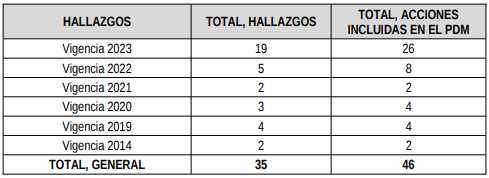 HALLAZGOS TOTAL, HALLAZGOS TOTAL, ACCIONES INCLUIDAS EN EL PDM
Vigencia 2023 19 26
Vigencia 2022 5 8
Vigencia 2021 2 2
Vigencia 2020 3 4
Vigencia 2019 4 4
Vigencia 2014 2 2
TOTAL, GENERAL 35 46